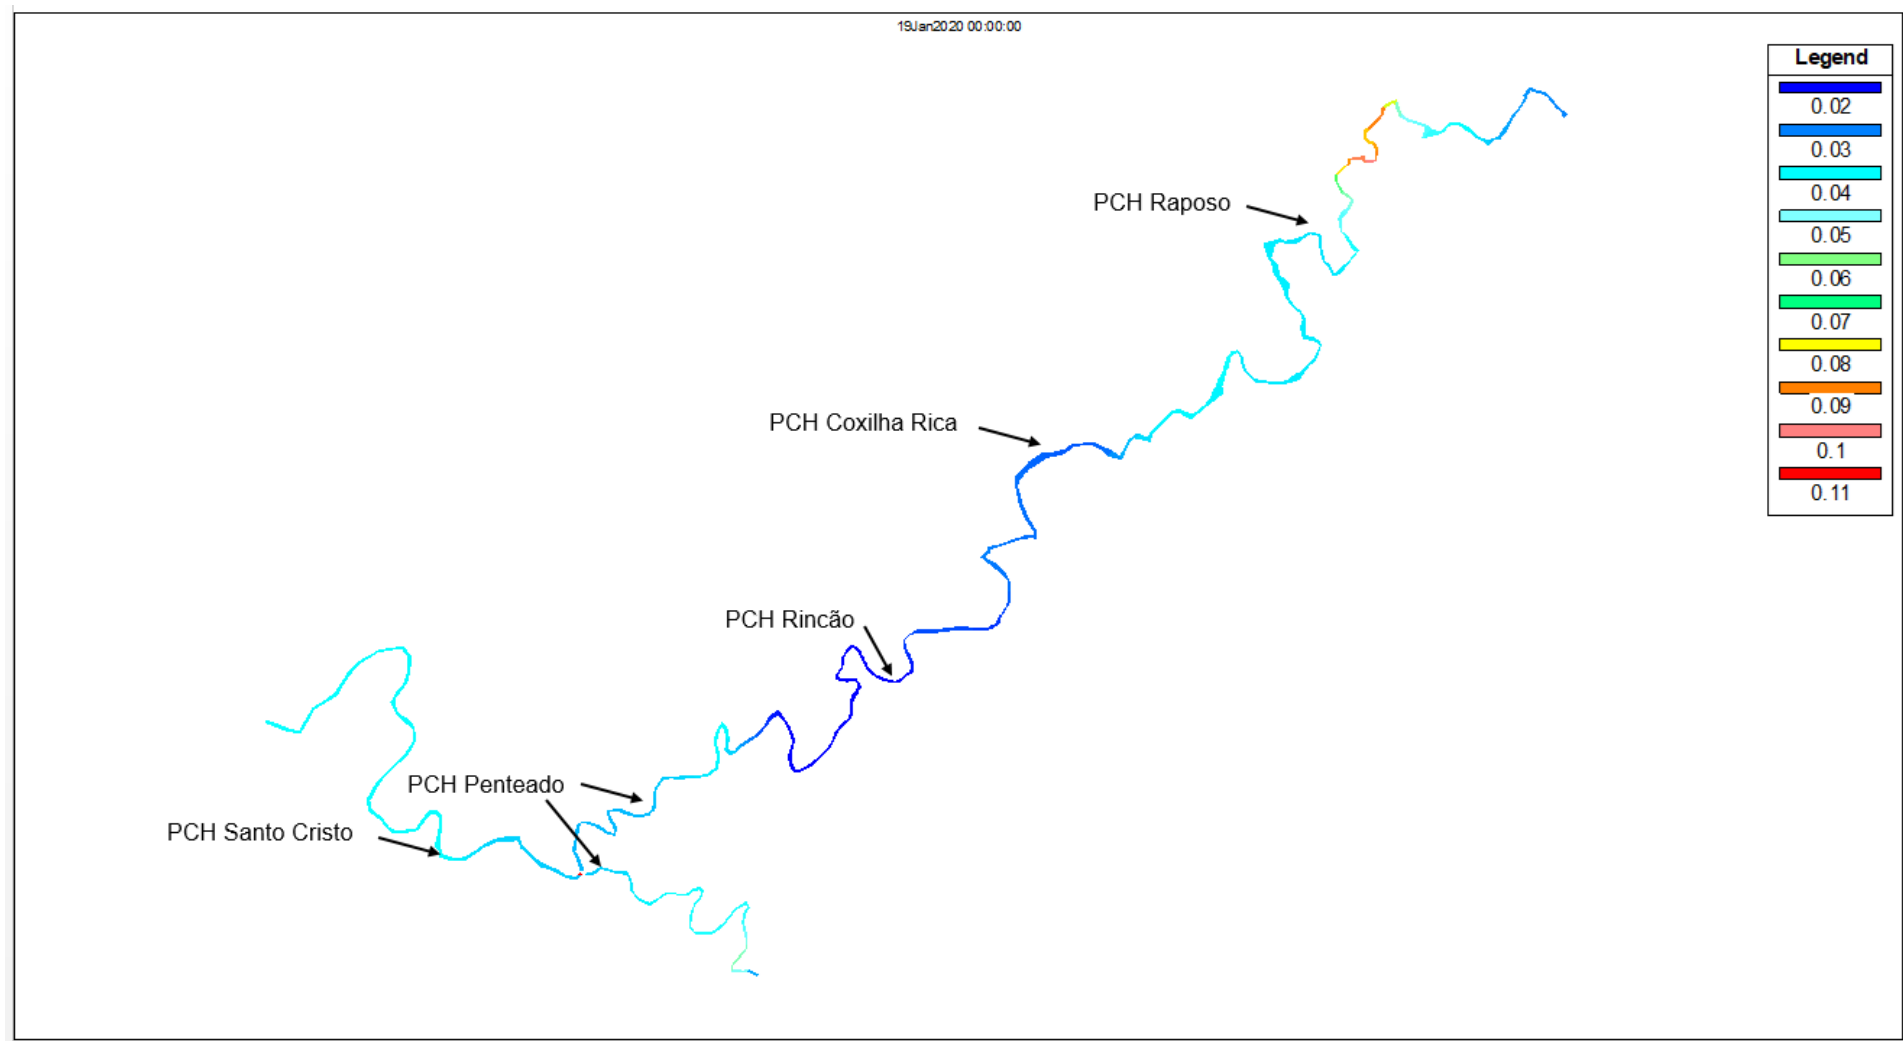 19Jan2020 00:00:00
Legend
0.02
0.03
0.04
0.05
0.06
0.07
0.08
0.09
0.1
0.11
PCH Raposo
PCH Coxilha Rica
PCH Rincão
PCH Penteado
PCH Santo Cristo